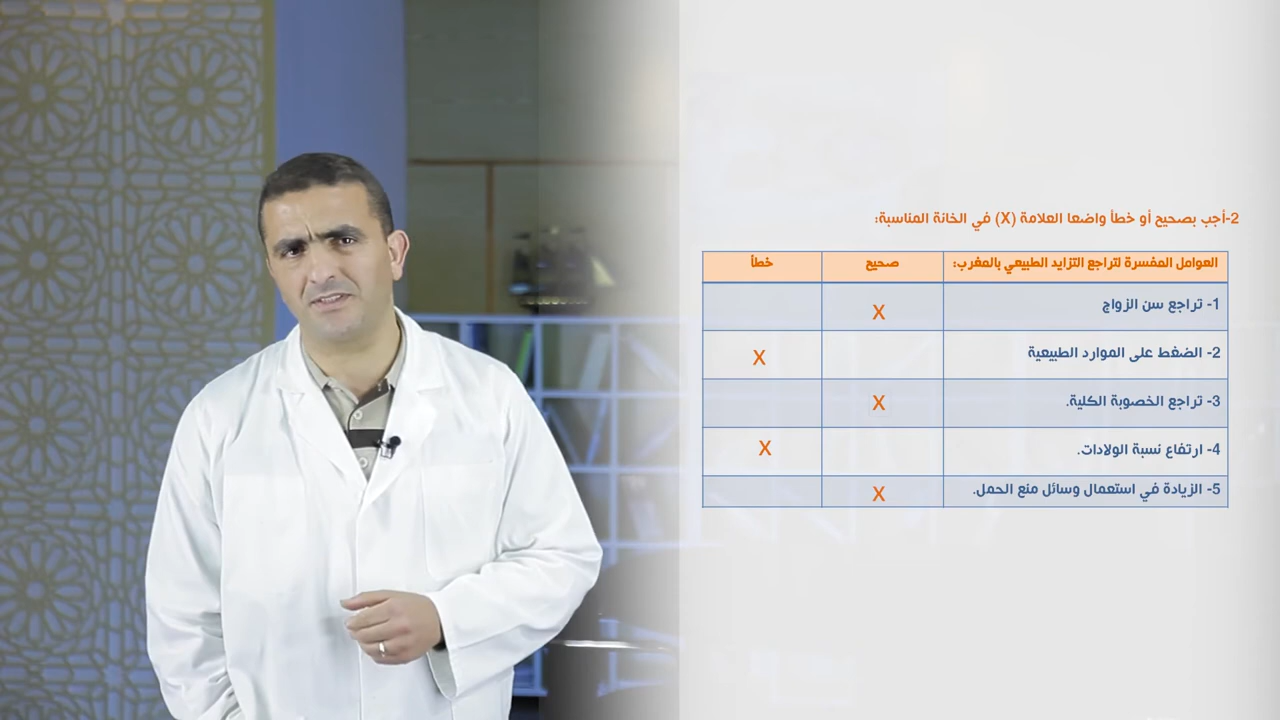 2-أجب بصحيح أو خطأ واضعا العلامة (X) في الخانة المناسبة:
العوامل المفسرة لتراجع التزايد الطبيعي بالمغرب: صحيح خطأ
1- تراجع سن الزواج X
2- الضغط على الموارد الطبيعية X
3- تراجع الخصوبة الكلية. X
4- ارتفاع نسبة الولادات. X
5- الزيادة في استعمال وسائل منع الحمل. X